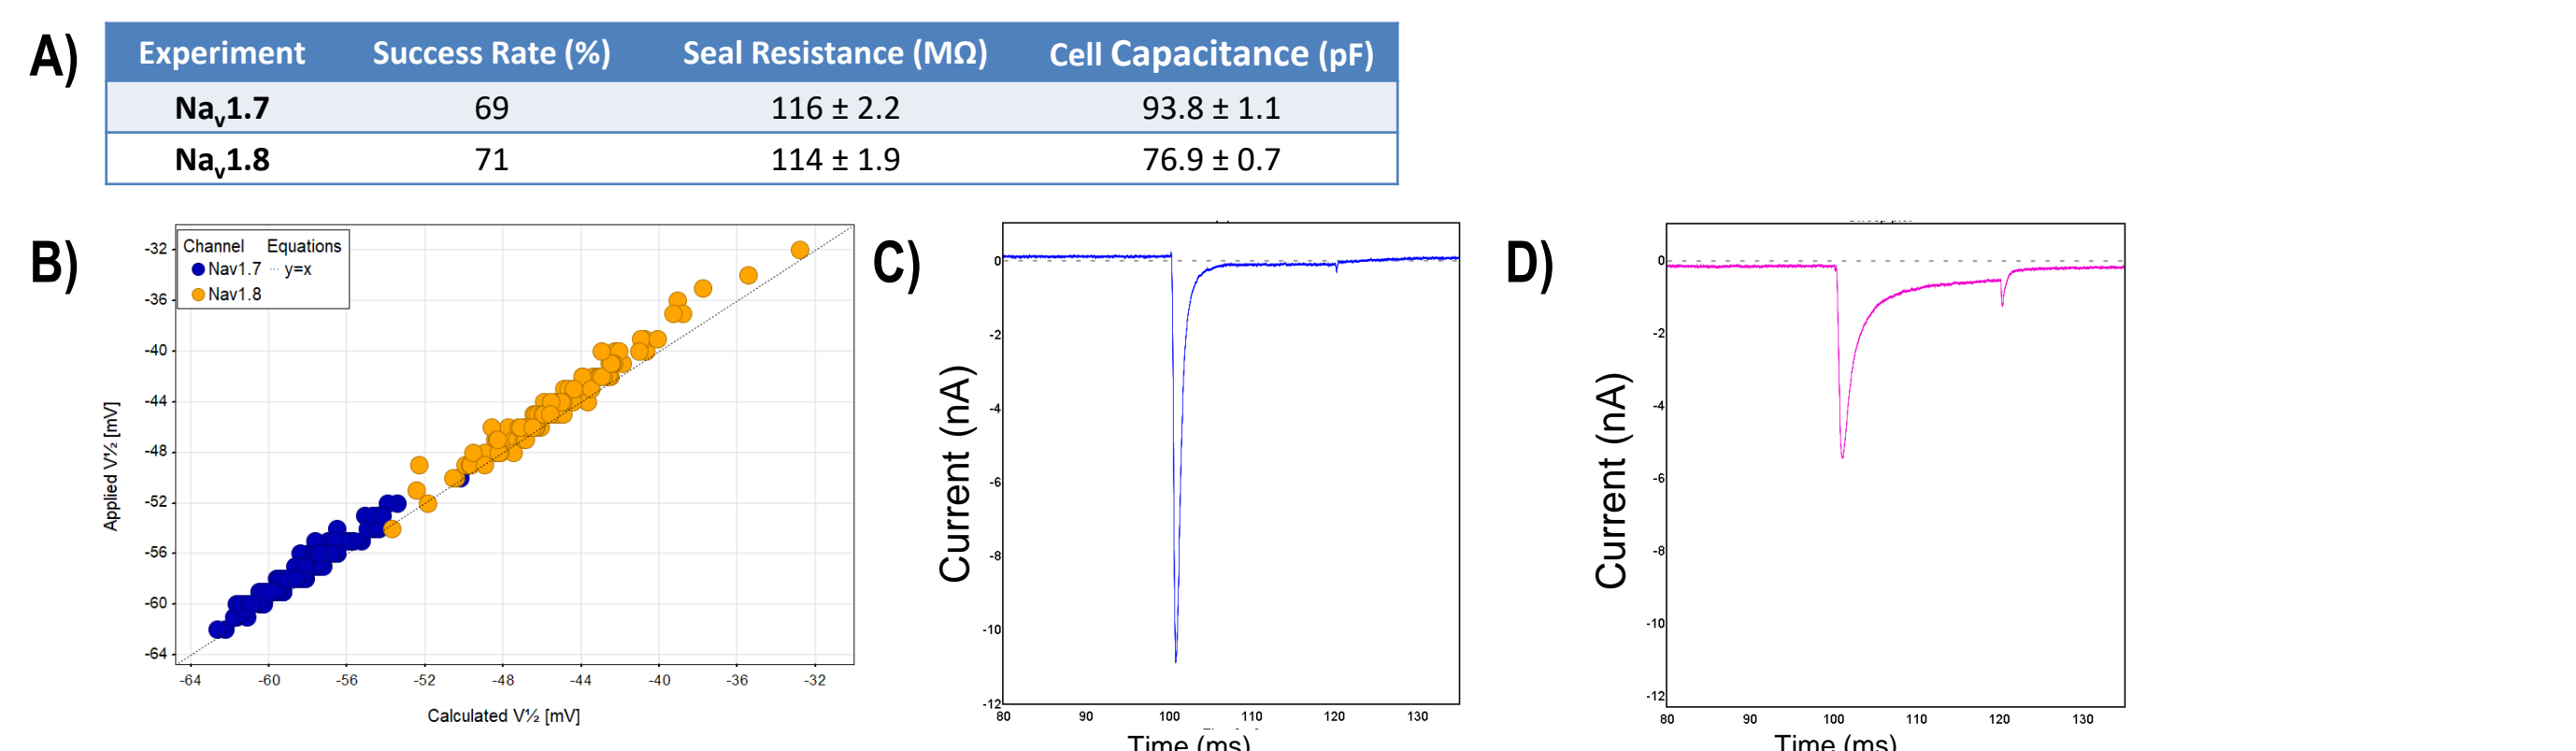 A)
Experiment Success Rate (%) Seal Resistance (MΩ) Cell Capacitance (pF)
Nav1.7 69 116 ± 2.2 93.8 ± 1.1
Nav1.8 71 114 ± 1.9 76.9 ± 0.7
B)
Channel Equations
Nav1.7 y=x
Nav1.8
-32
-36
-40
-44
-48
-52
-56
-60
-64
Applied V½ [mV]
-64 -60 -56 -52 -48 -44 -40 -36 -32
Calculated V½ [mV]
C)
0
-2
-4
-6
-8
-10
-12
Current (nA)
80 90 100 110 120 130
Time (ms)
D)
0
-2
-4
-6
-8
-10
-12
Current (nA)
80 90 100 110 120 130
Time (ms)